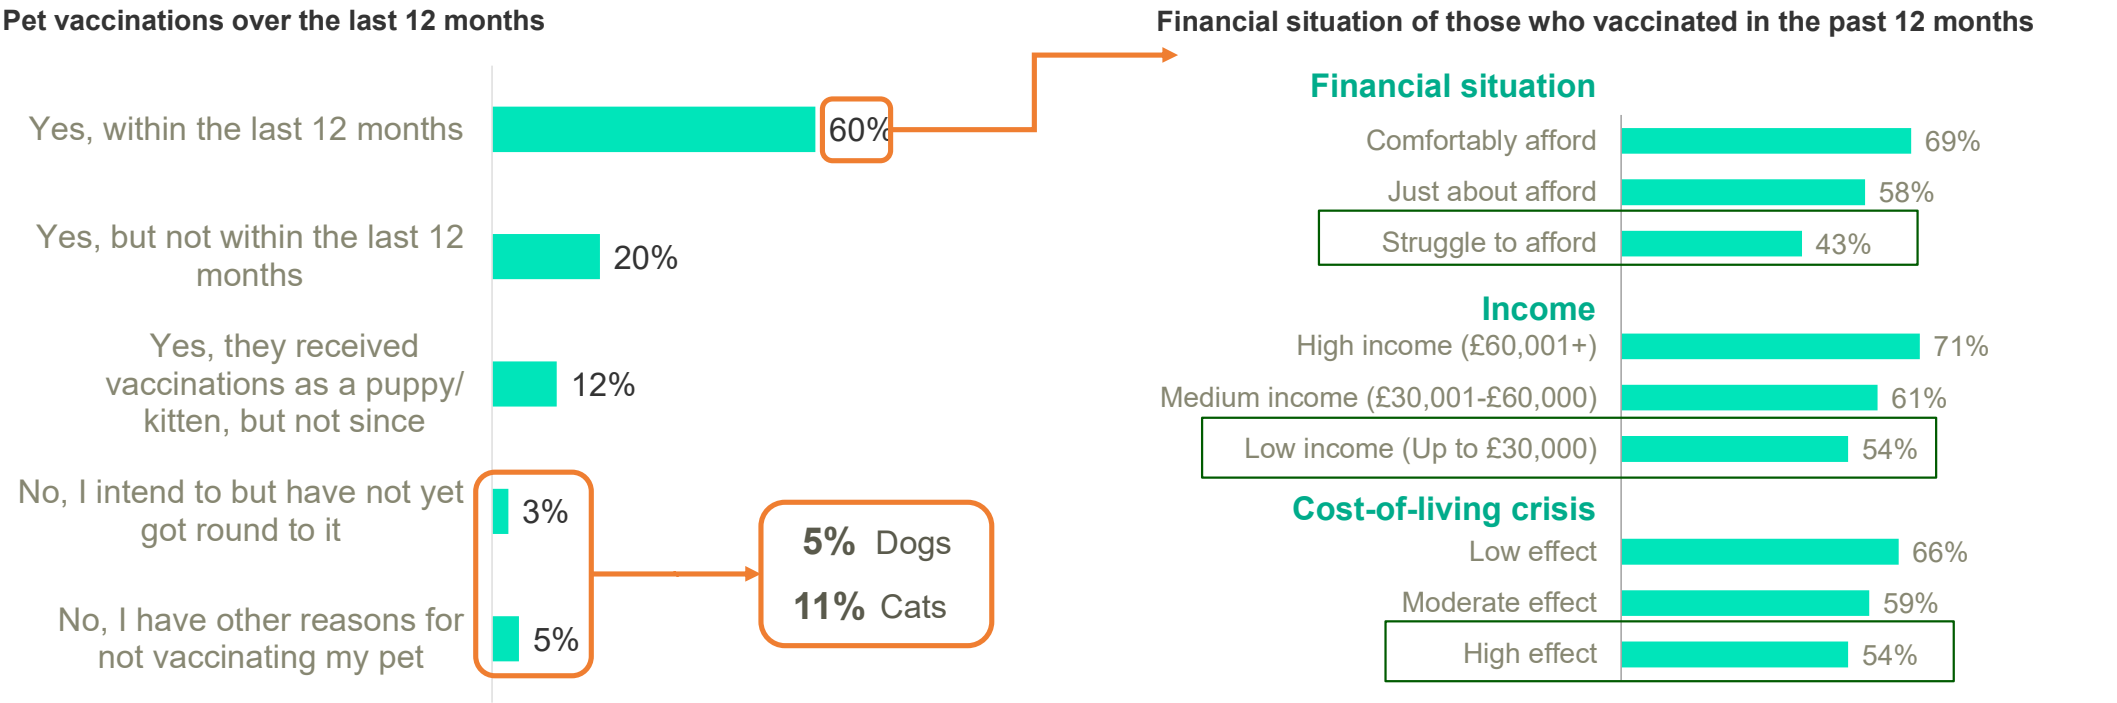 Pet vaccinations over the last 12 months
Yes, within the last 12 months
60%
Yes, but not within the last 12
months
20%
Yes, they received
vaccinations as a puppy/
kitten, but not since
12%
No, I intend to but have not yet
got round to it
3%
No, I have other reasons for
not vaccinating my pet
5%
5% Dogs
11% Cats
Financial situation of those who vaccinated in the past 12 months
Financial situation
Comfortably afford 69%
Just about afford 58%
Struggle to afford 43%
Income
High income (£60,001+) 71%
Medium income (£30,001-£60,000) 61%
Low income (Up to £30,000) 54%
Cost-of-living crisis
Low effect 66%
Moderate effect 59%
High effect 54%